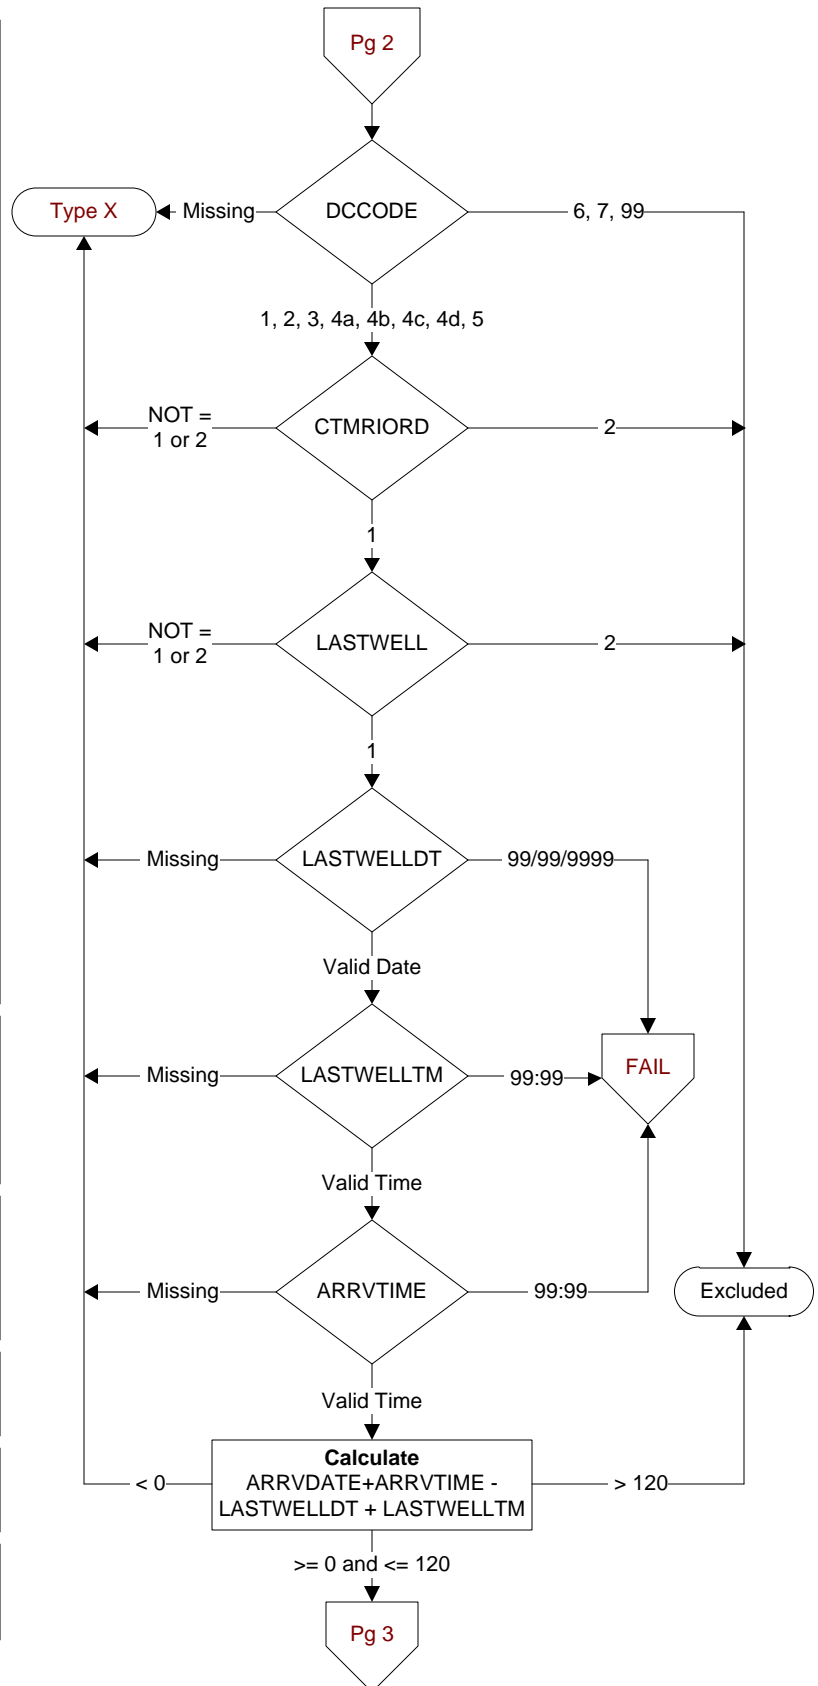 Pg 2
Type X
Missing
DCCODE
6, 7, 99
1, 2, 3, 4a, 4b, 4c, 4d, 5
NOT =
1 or 2
CTMRIORD
2
1
NOT =
1 or 2
LASTWELL
2
1
Missing
LASTWELLDT
99/99/9999
Valid Date
Missing
LASTWELLTM
99:99
FAIL
Valid Time
Missing
ARRVTIME
99:99
Excluded
Valid Time
Calculate
ARRVDATE+ARRVTIME -
LASTWELLDT + LASTWELLTM
< 0
> 120
>= 0 and <= 120
Pg 3